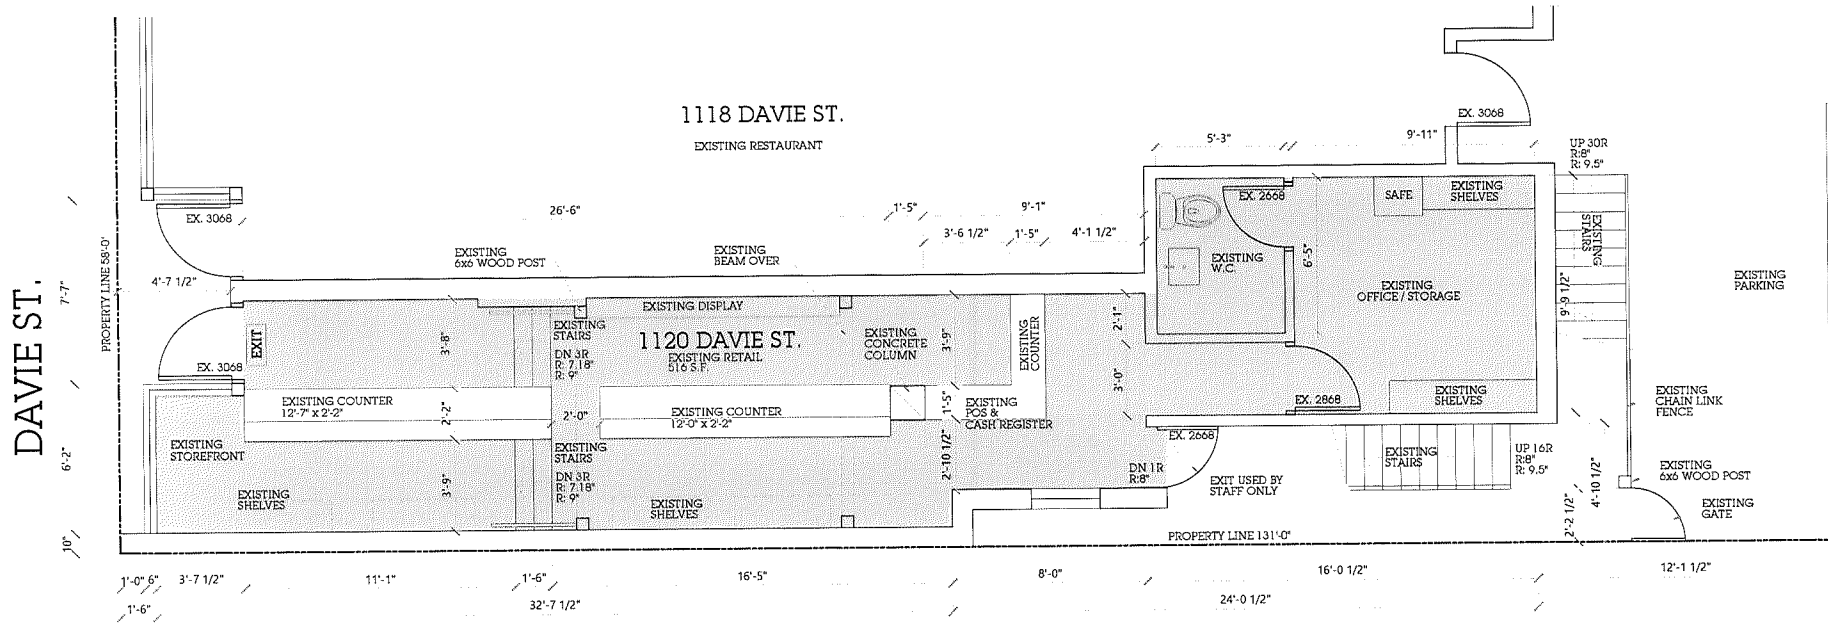 1118 DAVIE ST.
EXISTING RESTAURANT
EX. 3068
5'-3"
9'-11"
UP 30R
R:8"
R: 9.5"
EX. 3068
26'-6"
1'-5"
9'-1"
3'-6 1/2"
1'-5"
4'-1 1/2"
EX. 2668
SAFE
EXISTING
SHELVES
EXISTING
STAIRS
EXISTING
6x6 WOOD POST
EXISTING
BEAM OVER
EXISTING
W.C.
6'-5"
EXISTING
OFFICE / STORAGE
9'-9 1/2"
EXISTING
PARKING
DAVIE ST.
PROPERTY LINE 58'-0'
7'-7"
4'-7 1/2"
EXISTING DISPLAY
EXIT
3'-8"
EXISTING
STAIRS
DN 3R
R: 7.18"
R: 9"
1120 DAVIE ST.
EXISTING RETAIL
516 S.F.
EXISTING
CONCRETE
COLUMN
3'-9"
EXISTING
COUNTER
2'-1"
3'-0"
EX. 3068
EXISTING COUNTER
12'-7" x 2'-2"
2'-2"
2'-0"
EXISTING COUNTER
12'-0" x 2'-2"
1'-5"
EXISTING
POS &
CASH REGISTER
EX. 2868
EXISTING
SHELVES
EXISTING
CHAIN LINK
FENCE
6'-2"
EXISTING
STOREFRONT
EXISTING
STAIRS
DN 3R
R: 7.18"
R: 9"
2'-10 1/2"
EX. 2668
DN 1R
R:8"
EXISTING
STAIRS
UP 16R
R:8"
R: 9.5"
EXISTING
SHELVES
3'-9"
EXISTING
SHELVES
EXIT USED BY
STAFF ONLY
4'-10 1/2"
2'-2 1/2"
EXISTING
6x6 WOOD POST
EXISTING
GATE
10"
PROPERTY LINE 131'-0"
1'-0"
6"
3'-7 1/2"
11'-1"
1'-6"
16'-5"
8'-0"
16'-0 1/2"
12'-1 1/2"
1'-6"
32'-7 1/2"
24'-0 1/2"